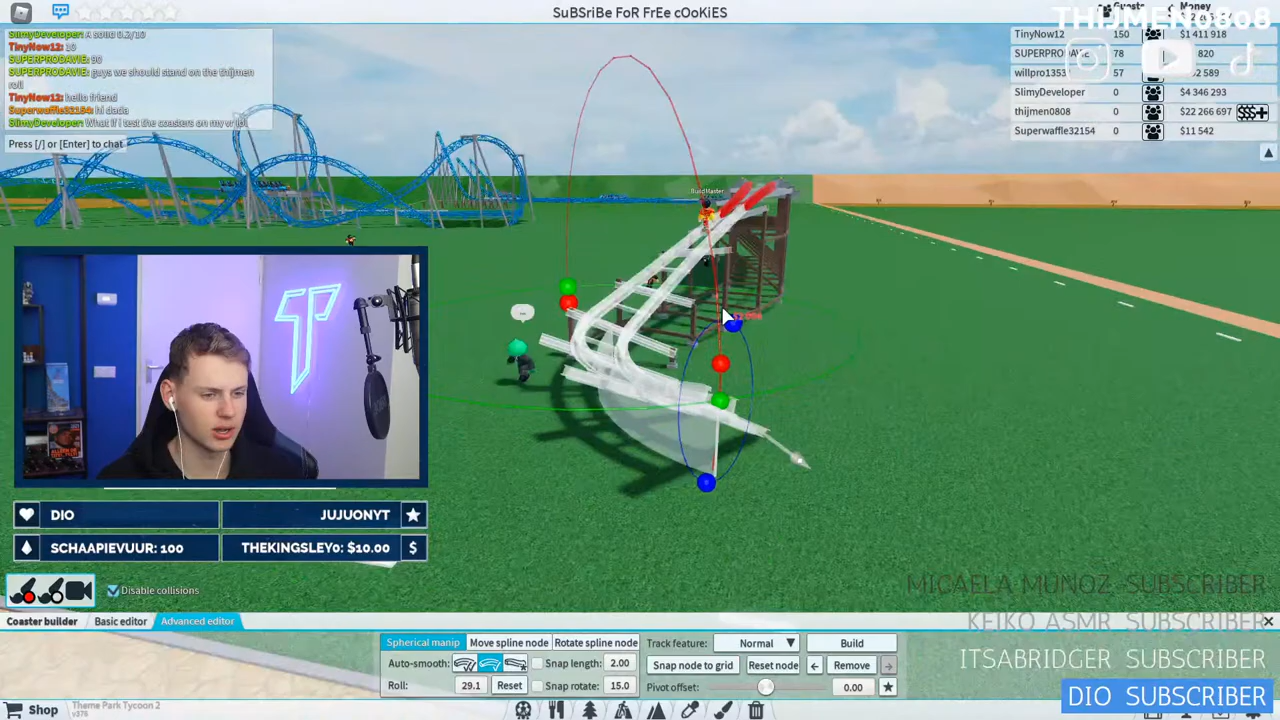 SuBSriBe FoR FrEe cOoKiES
Guests
Money
THIJMEN0808
SlimyDeveloper: A solid 0.2/10
TinyNow12: 10
SUPERPRODAVIE: 90
SUPERPRODAVIE: guys we should stand on the thijmen
roll
TinyNow12: hello friend
Superwaffle32154: hi dada
SlimyDeveloper: What if i test the coasters on my vr lol
Press [/] or [Enter] to chat
TinyNow12 150 $1 411 918
SUPERPRODAVIE 78 820
willpro1353 57 589
SlimyDeveloper 0 $4 346 293
thijmen0808 0 $22 266 697
Superwaffle32154 0 $11 542
BuildMaster
DIO
JUJUONYT
SCHAAPIEVUUR: 100
THEKINGSLEY0: $10.00 $
Disable collisions
MICAELA MUNOZ SUBSCRIBER
KEIKO ASMR SUBSCRIBER
ITSABRIDGER SUBSCRIBER
DIO SUBSCRIBER
Coaster builder Basic editor Advanced editor
Spherical manip Move spline node Rotate spline node Track feature: Normal Build
Auto-smooth: Snap length: 2.00 Snap node to grid Reset node Remove
Roll: 29.1 Reset Snap rotate: 15.0 Pivot offset: 0.00
Shop
Theme Park Tycoon 2
v376